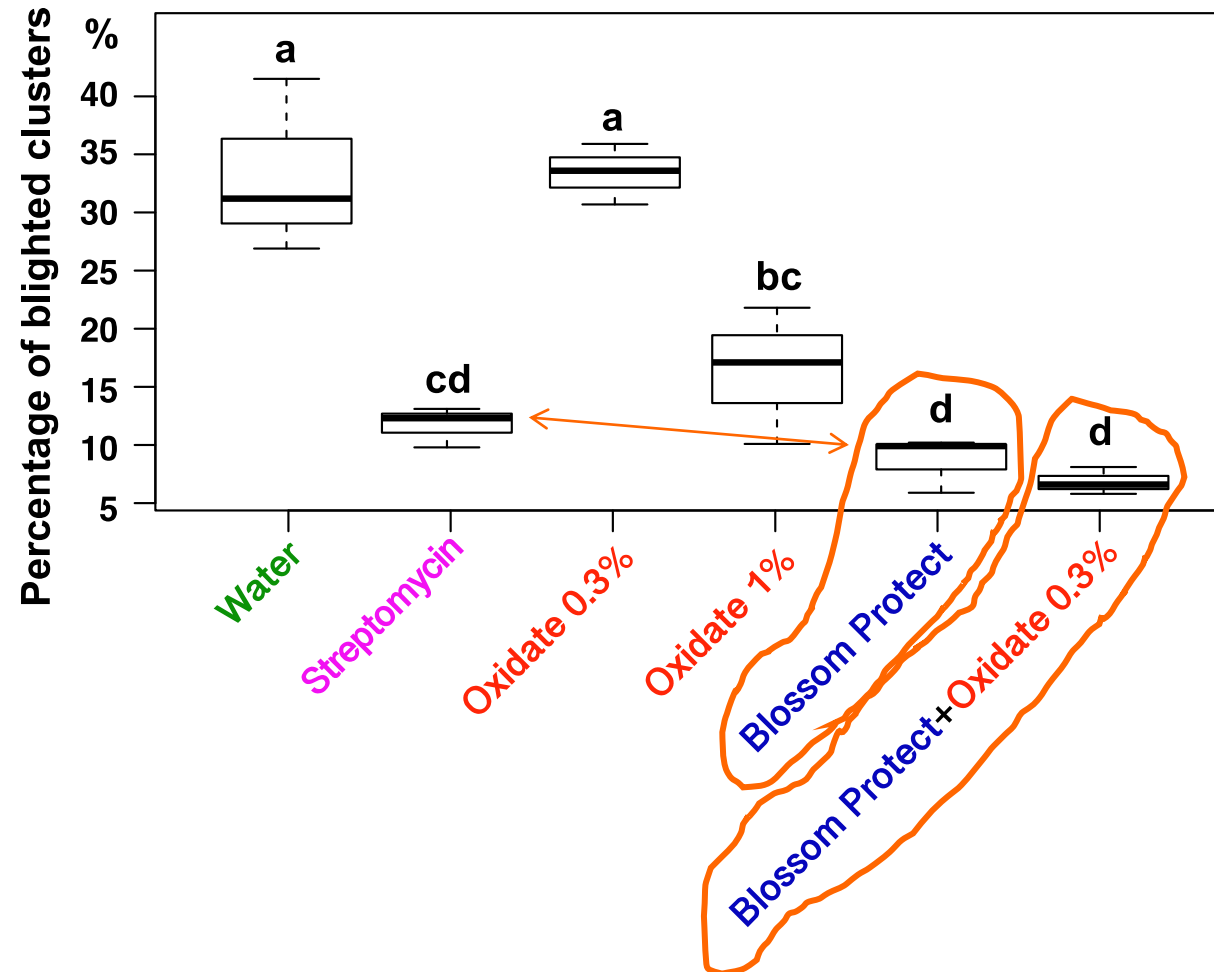 Percentage of blighted clusters
%
40
35
30
25
20
15
10
5
a
cd
a
bc
d
d
Water
Streptomycin
Oxidate 0.3%
Oxidate 1%
Blossom Protect
Blossom Protect+Oxidate 0.3%